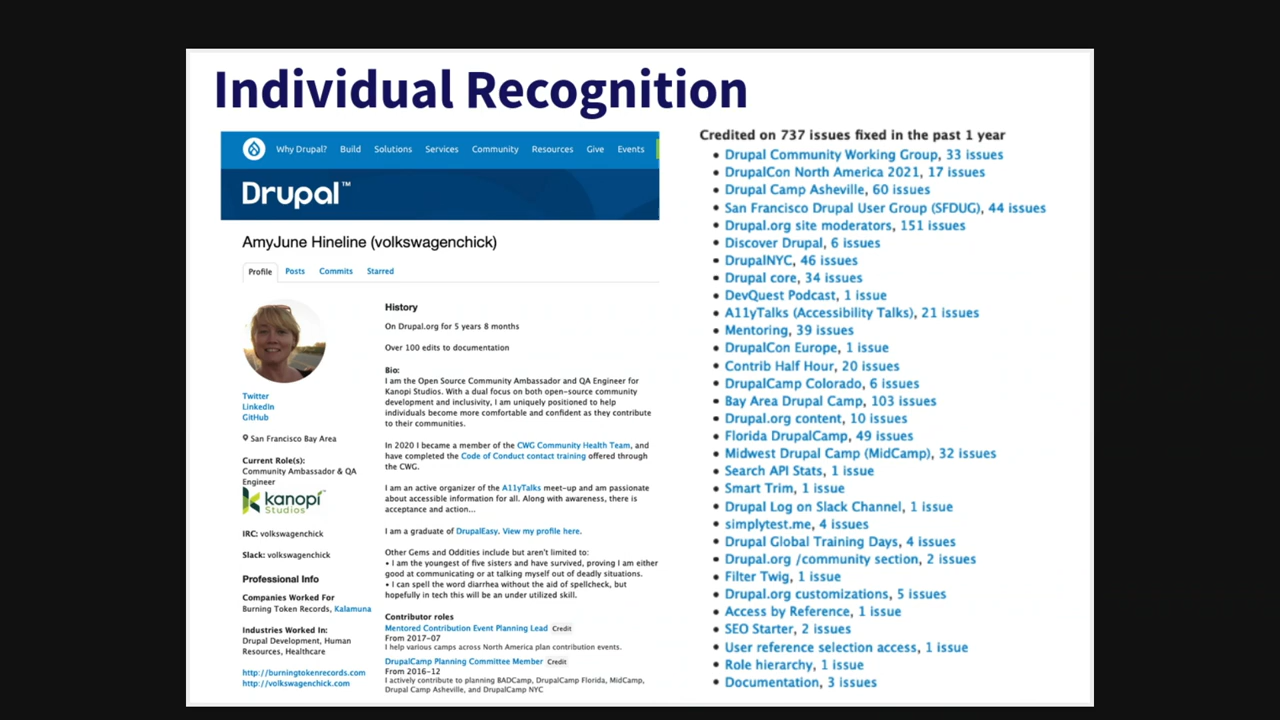 Individual Recognition
Why Drupal? Build Solutions Services Community Resources Give Events
Drupal™
AmyJune Hineline (volkswagenchick)
Profile Posts Commits Starred
Twitter
LinkedIn
GitHub
San Francisco Bay Area
Current Role(s):
Community Ambassador & QA
Engineer
kanopi
Studios
IRC: volkswagenchick
Slack: volkswagenchick
Professional Info
Companies Worked For
Burning Token Records, Kalamuna
Industries Worked In:
Drupal Development, Human
Resources, Healthcare
http://burningtokenrecords.com
http://volkswagenchick.com
History
On Drupal.org for 5 years 8 months
Over 100 edits to documentation
Bio:
I am the Open Source Community Ambassador and QA Engineer for
Kanopi Studios. With a dual focus on both open-source community
development and inclusivity, I am uniquely positioned to help
individuals become more comfortable and confident as they contribute
to their communities.
In 2020 I became a member of the CWG Community Health Team, and
have completed the Code of Conduct contact training offered through
the CWG.
I am an active organizer of the A11yTalks meet-up and am passionate
about accessible information for all. Along with awareness, there is
acceptance and action...
I am a graduate of DrupalEasy. View my profile here.
Other Gems and Oddities include but aren't limited to:
• I am the youngest of five sisters and have survived, proving I am either
good at communicating or at talking myself out of deadly situations.
• I can spell the word diarrhea without the aid of spellcheck, but
hopefully in tech this will be an under utilized skill.
Contributor roles
Mentored Contribution Event Planning Lead Credit
From 2017-07
I help various camps across North America plan contribution events.
DrupalCamp Planning Committee Member Credit
From 2016-12
I actively contribute to planning BADCamp, DrupalCamp Florida, MidCamp,
Drupal Camp Asheville, and DrupalCamp NYC
Credited on 737 issues fixed in the past 1 year
• Drupal Community Working Group, 33 issues
• DrupalCon North America 2021, 17 issues
• Drupal Camp Asheville, 60 issues
• San Francisco Drupal User Group (SFDUG), 44 issues
• Drupal.org site moderators, 151 issues
• Discover Drupal, 6 issues
• DrupalNYC, 46 issues
• Drupal core, 34 issues
• DevQuest Podcast, 1 issue
• A11yTalks (Accessibility Talks), 21 issues
• Mentoring, 39 issues
• DrupalCon Europe, 1 issue
• Contrib Half Hour, 20 issues
• DrupalCamp Colorado, 6 issues
• Bay Area Drupal Camp, 103 issues
• Drupal.org content, 10 issues
• Florida DrupalCamp, 49 issues
• Midwest Drupal Camp (MidCamp), 32 issues
• Search API Stats, 1 issue
• Smart Trim, 1 issue
• Drupal Log on Slack Channel, 1 issue
• simplytest.me, 4 issues
• Drupal Global Training Days, 4 issues
• Drupal.org /community section, 2 issues
• Filter Twig, 1 issue
• Drupal.org customizations, 5 issues
• Access by Reference, 1 issue
• SEO Starter, 2 issues
• User reference selection access, 1 issue
• Role hierarchy, 1 issue
• Documentation, 3 issues